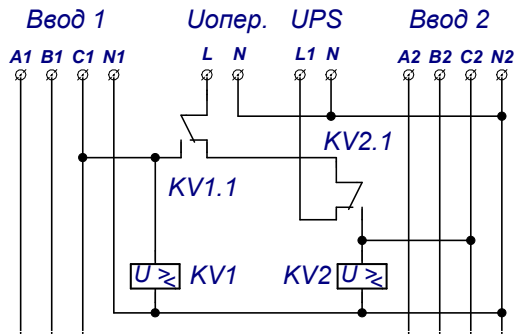 Ввод 1 Uопер. UPS Ввод 2
A1 B1 C1 N1 L N L1 N A2 B2 C2 N2
KV2.1
KV1.1
U ≷ KV1 KV2 U ≷